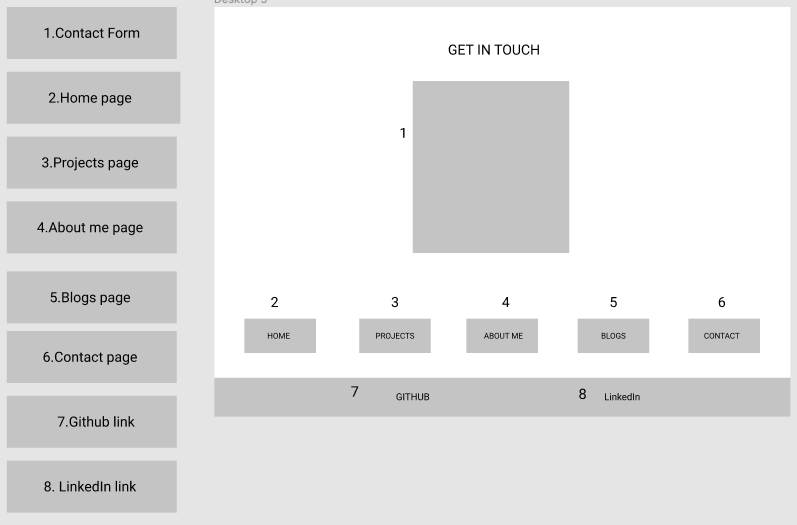 Desktop 3
1.Contact Form
GET IN TOUCH
2.Home page
1
3.Projects page
4.About me page
5.Blogs page
2 3 4 5 6
HOME PROJECTS ABOUT ME BLOGS CONTACT
6.Contact page
7 GITHUB 8 LinkedIn
7.Github link
8. LinkedIn link